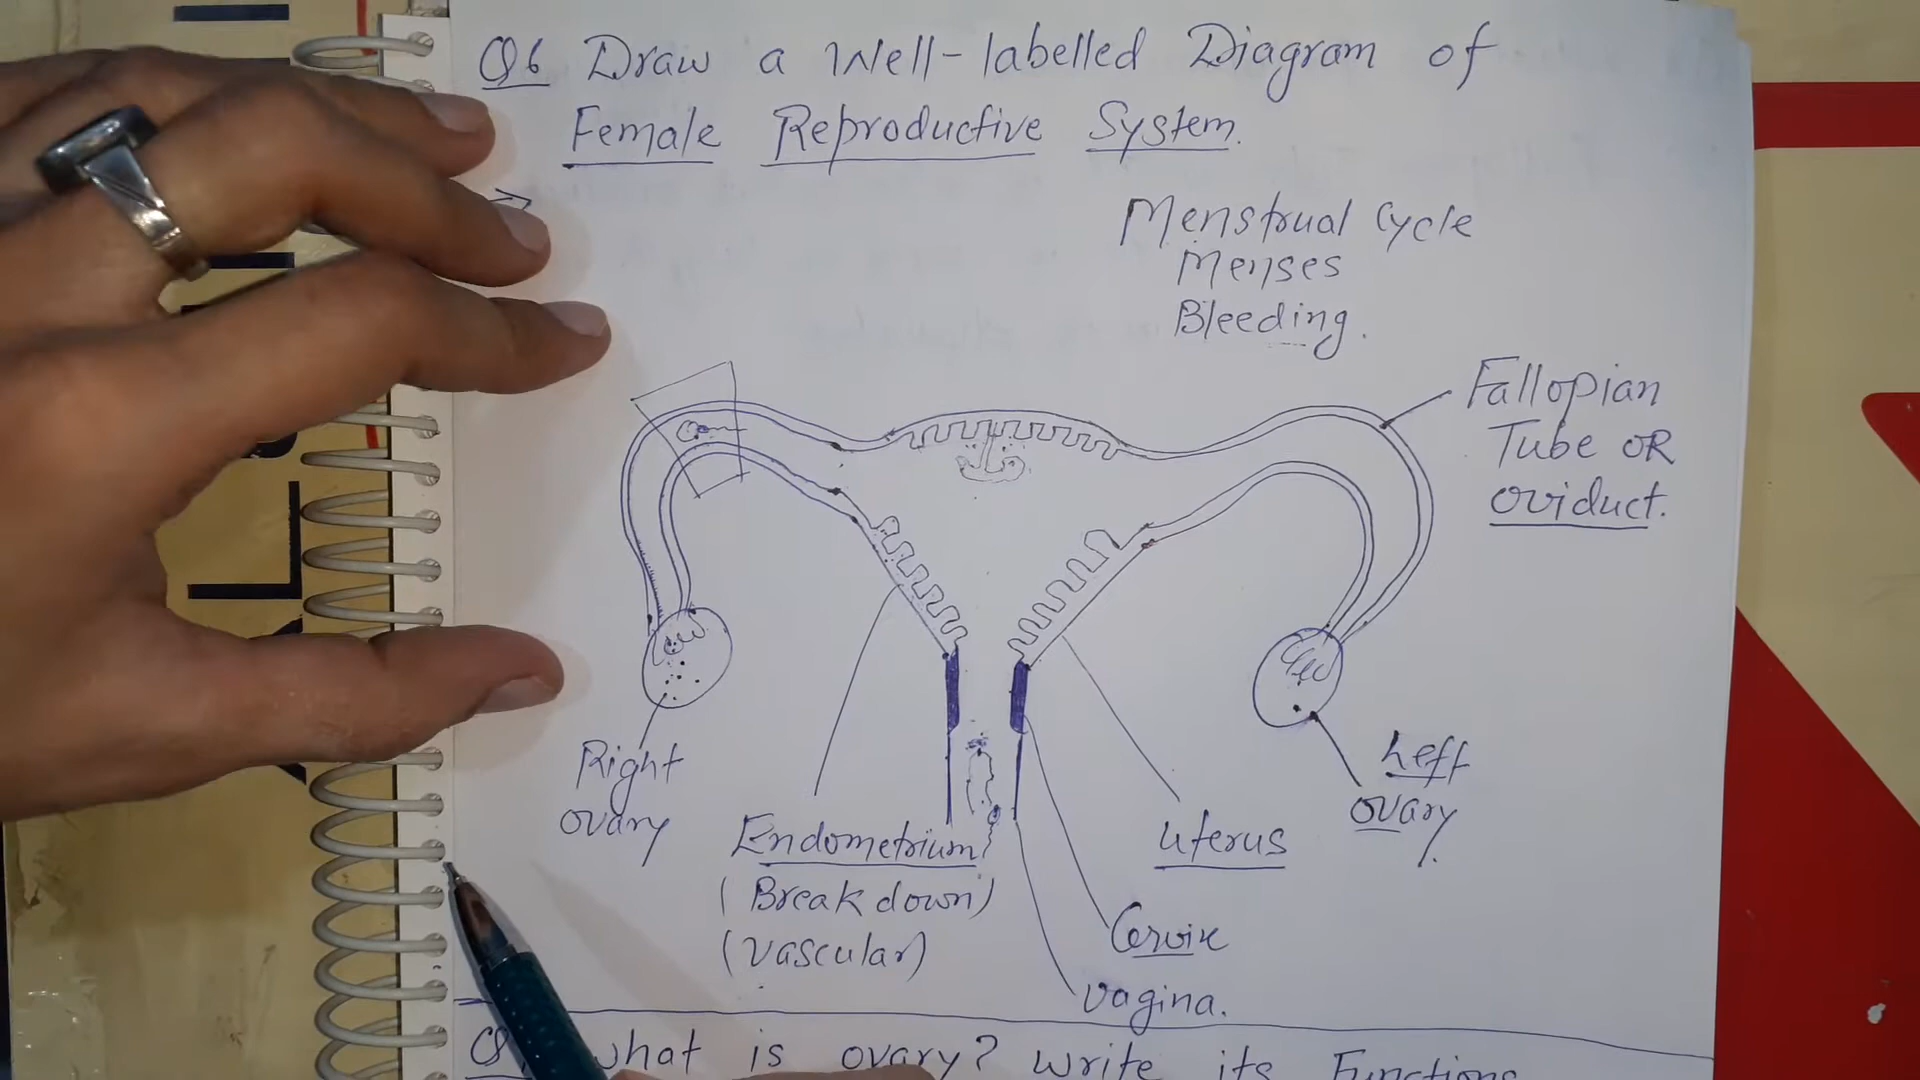 Q6 Draw a Well-labelled Diagram of
Female Reproductive System.
Menstrual Cycle
Menses
Bleeding.
Fallopian
Tube OR
oviduct.
Right
ovary
Left
ovary
Endometrium
(Break down)
(vascular)
uterus
Cervix
vagina.
What is ovary? Write its Functions